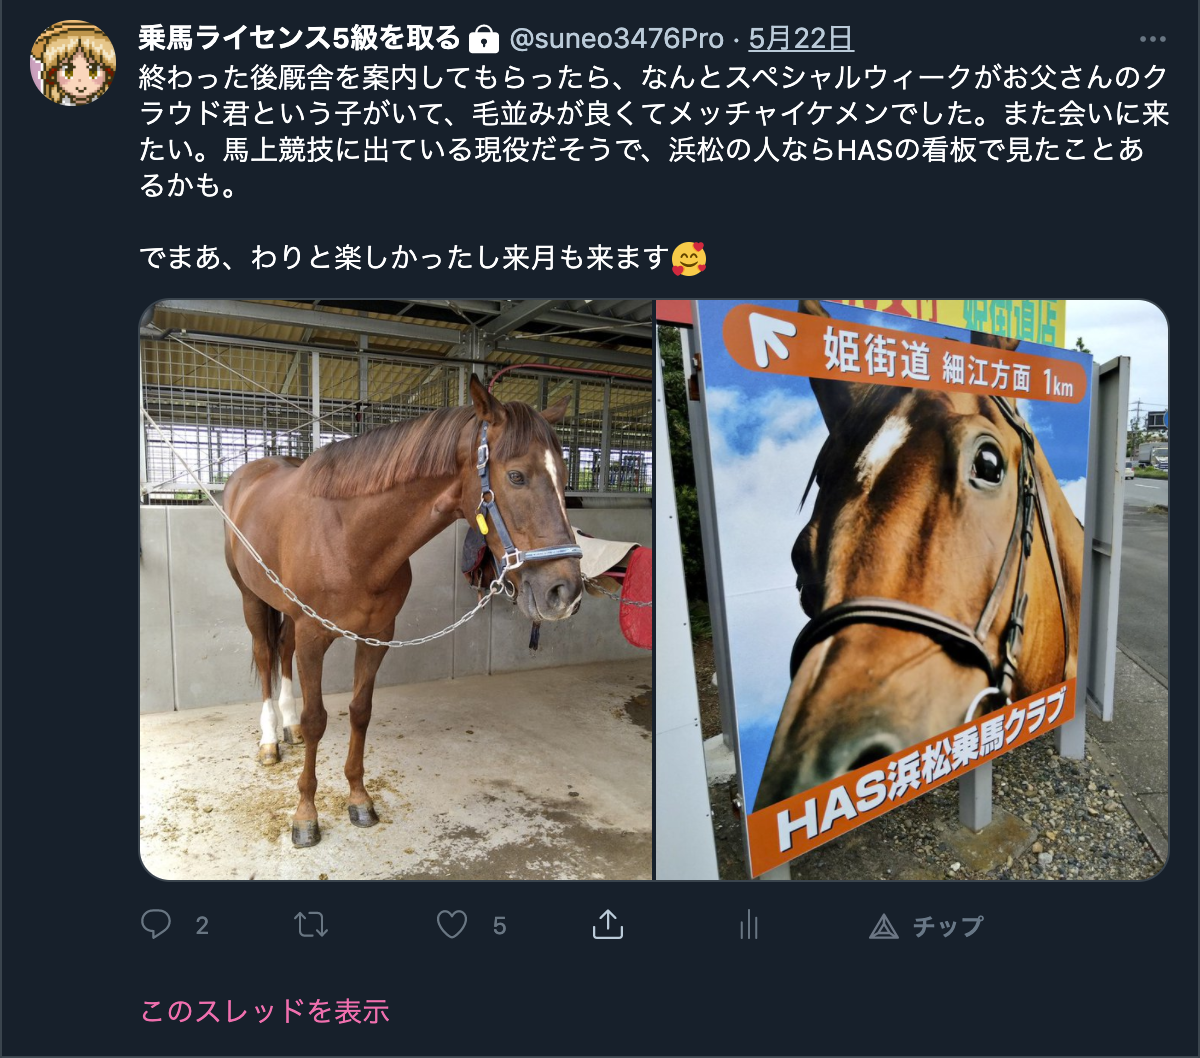 乗馬ライセンス5級を取る @suneo3476Pro · 5月22日
終わった後厩舎を案内してもらったら、なんとスペシャルウィークがお父さんのク
ラウド君という子がいて、毛並みが良くてメッチャイケメンでした。また会いに来
たい。馬上競技に出ている現役だそうで、浜松の人ならHASの看板で見たことあ
るかも。
でまあ、わりと楽しかったし来月も来ます🥰
姫街道店
姫街道 細江方面 1km
HAS浜松乗馬クラブ
2
5
チップ
このスレッドを表示